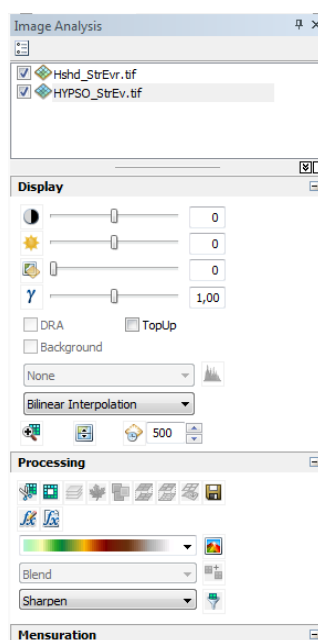 Image Analysis
Hshd_StrEvr.tif
HYPSO_StrEv.tif
Display
0
0
0
γ 1,00
DRA TopUp
Background
None
Bilinear Interpolation
500
Processing
Blend
Sharpen
Mensuration